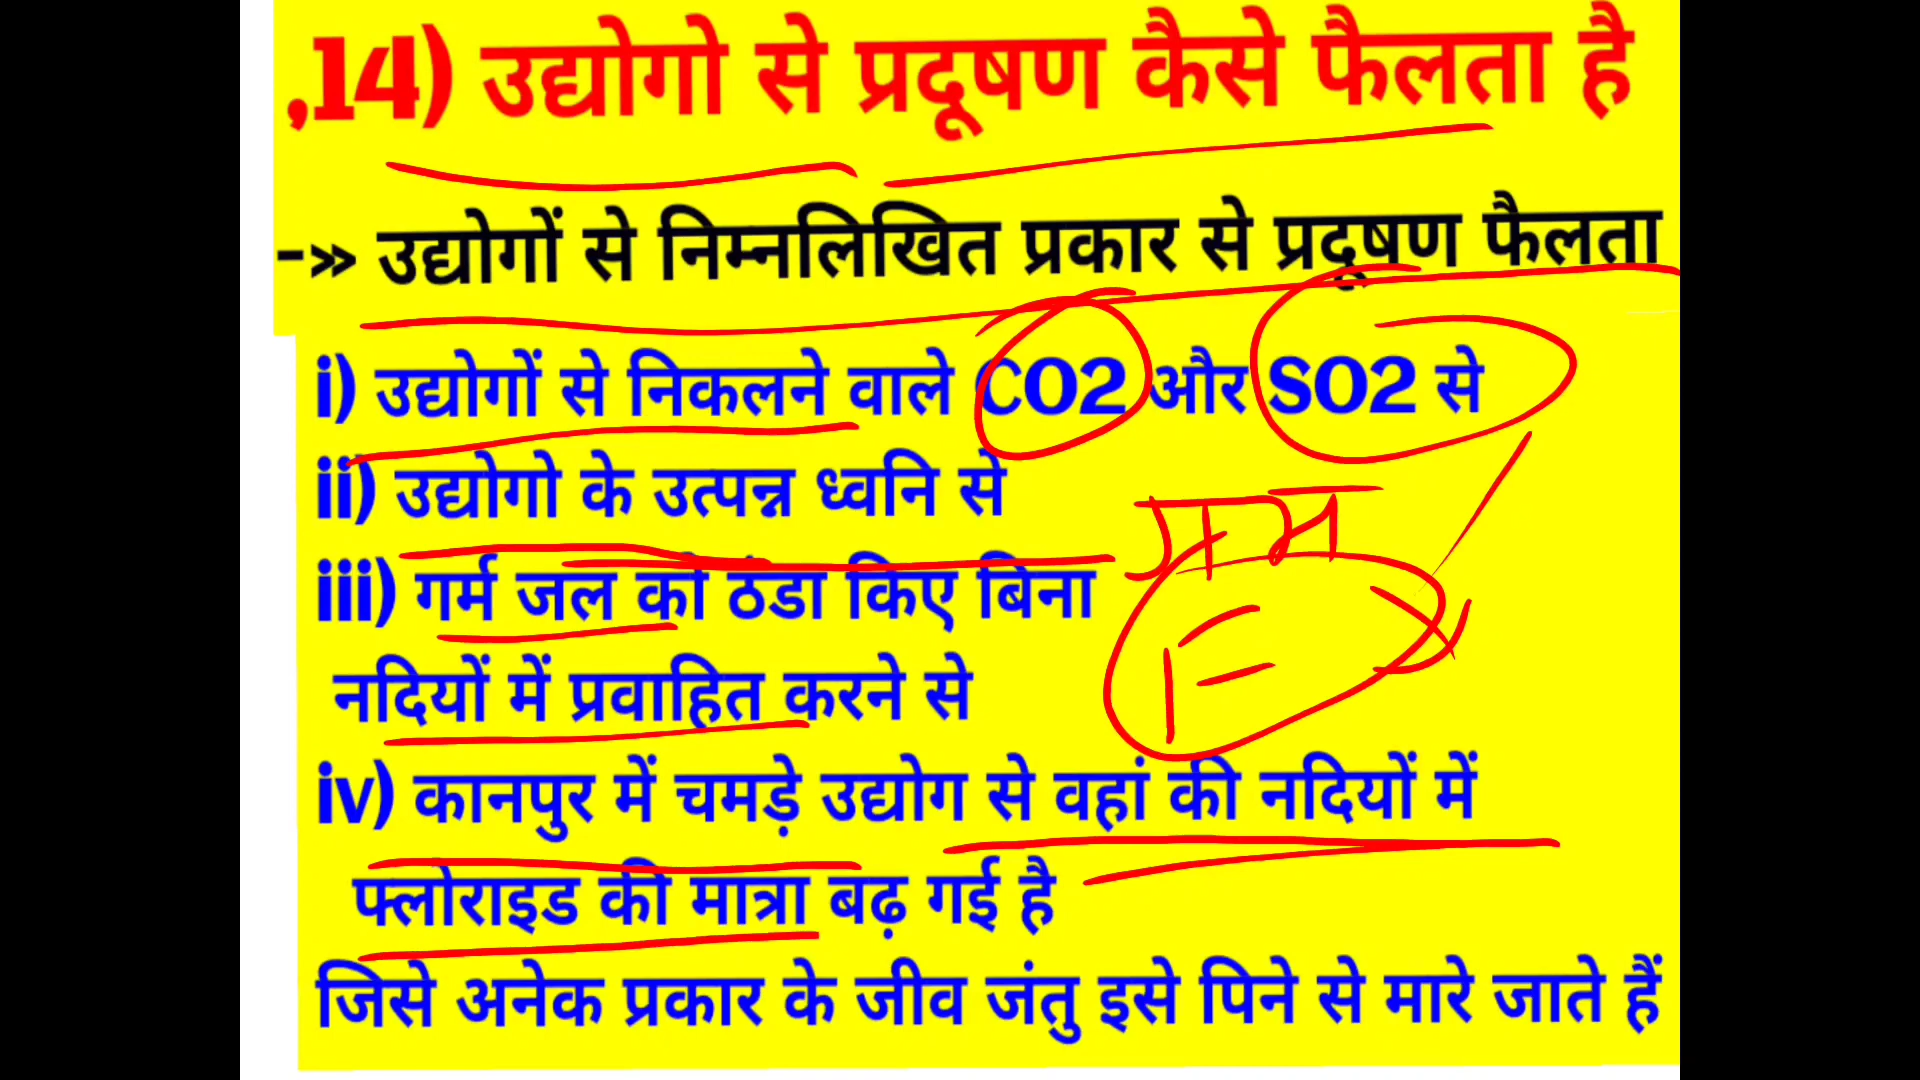 ,14) उद्योगो से प्रदूषण कैसे फैलता है
-» उद्योगों से निम्नलिखित प्रकार से प्रदूषण फैलता
i) उद्योगों से निकलने वाले CO2 और SO2 से
ii) उद्योगो के उत्पन्न ध्वनि से
iii) गर्म जल को ठंडा किए बिना
नदियों में प्रवाहित करने से
iv) कानपुर में चमड़े उद्योग से वहां की नदियों में
फ्लोराइड की मात्रा बढ़ गई है
जिसे अनेक प्रकार के जीव जंतु इसे पिने से मारे जाते हैं